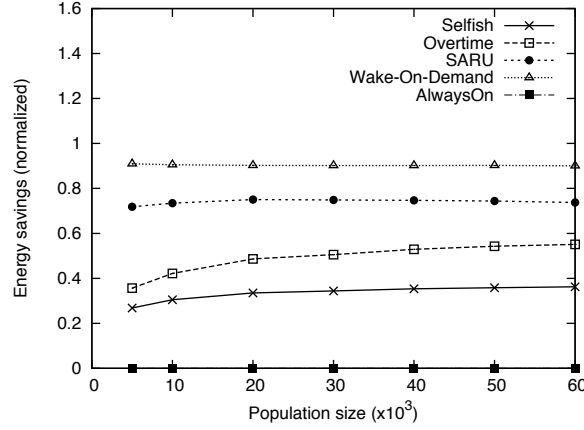 Energy savings (normalized)
1.6
1.4
1.2
1
0.8
0.6
0.4
0.2
0
Selfish
Overtime
SARU
Wake-On-Demand
AlwaysOn
0 10 20 30 40 50 60
Population size (x10³)